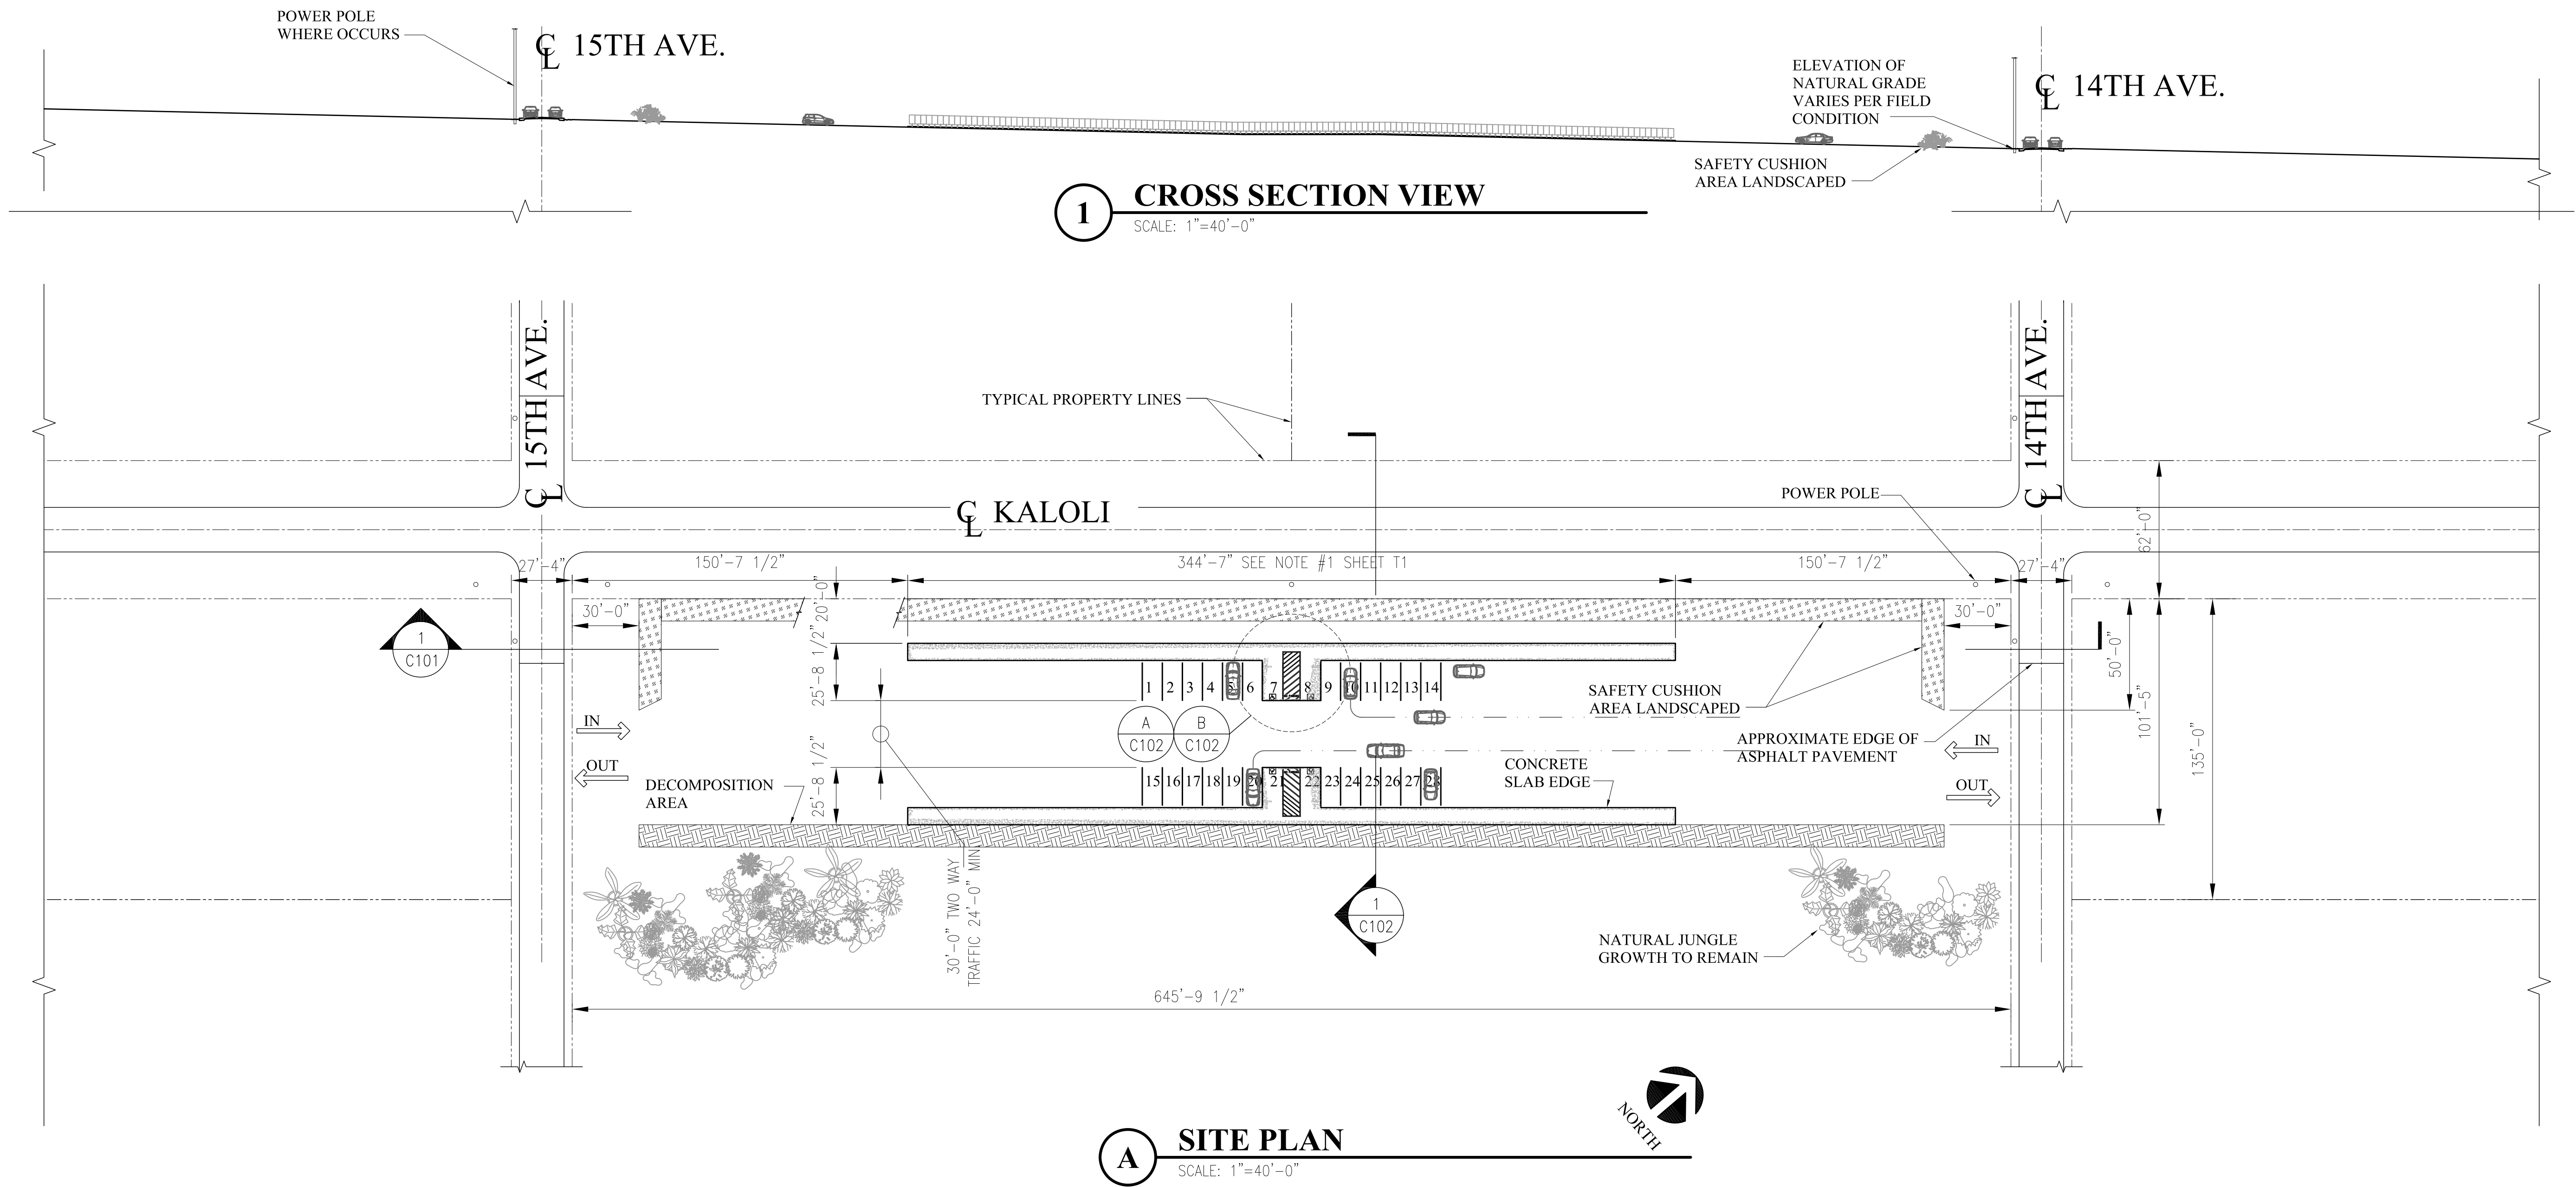 POWER POLE
WHERE OCCURS
℄ 15TH AVE.
ELEVATION OF
NATURAL GRADE
VARIES PER FIELD
CONDITION
℄ 14TH AVE.
SAFETY CUSHION
AREA LANDSCAPED
1 CROSS SECTION VIEW
SCALE: 1"=40'-0"
℄ 15TH AVE.
℄ 14TH AVE.
TYPICAL PROPERTY LINES
POWER POLE
℄ KALOLI
62'-0"
27'-4"
150'-7 1/2"
344'-7" SEE NOTE #1 SHEET T1
150'-7 1/2"
27'-4"
20'-0"
30'-0"
30'-0"
1
C101
25'-8 1/2"
50'-0"
101'-5"
135'-0"
1 2 3 4 5 6 7 8 9 10 11 12 13 14
SAFETY CUSHION
AREA LANDSCAPED
IN
OUT
A
C102
B
C102
APPROXIMATE EDGE OF
ASPHALT PAVEMENT
IN
OUT
25'-8 1/2"
CONCRETE
SLAB EDGE
DECOMPOSITION
AREA
15 16 17 18 19 20 21 22 23 24 25 26 27 28
30'-0" TWO WAY
TRAFFIC 24'-0" MIN.
1
C102
NATURAL JUNGLE
GROWTH TO REMAIN
645'-9 1/2"
NORTH
A SITE PLAN
SCALE: 1"=40'-0"